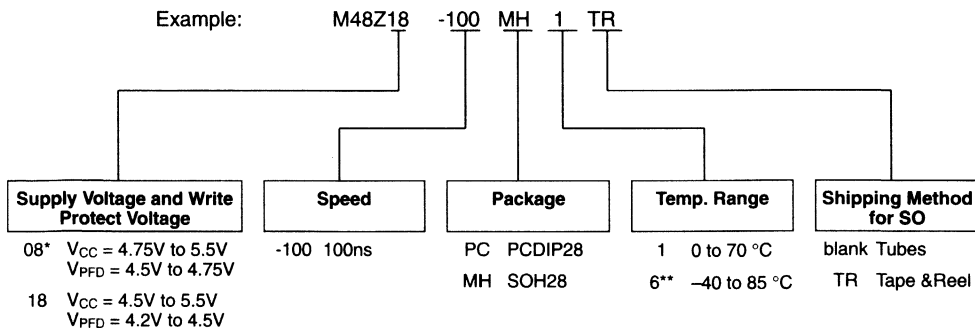 Example: M48Z18 -100 MH 1 TR
Supply Voltage and Write
Protect Voltage
08* VCC = 4.75V to 5.5V
VPFD = 4.5V to 4.75V
18 VCC = 4.5V to 5.5V
VPFD = 4.2V to 4.5V
Speed
-100 100ns
Package
PC PCDIP28
MH SOH28
Temp. Range
1 0 to 70 °C
6** –40 to 85 °C
Shipping Method
for SO
blank Tubes
TR Tape &Reel